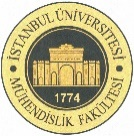 İSTANBUL ÜNİVERSİTESİ
1774
MÜHENDİSLİK FAKÜLTESİ